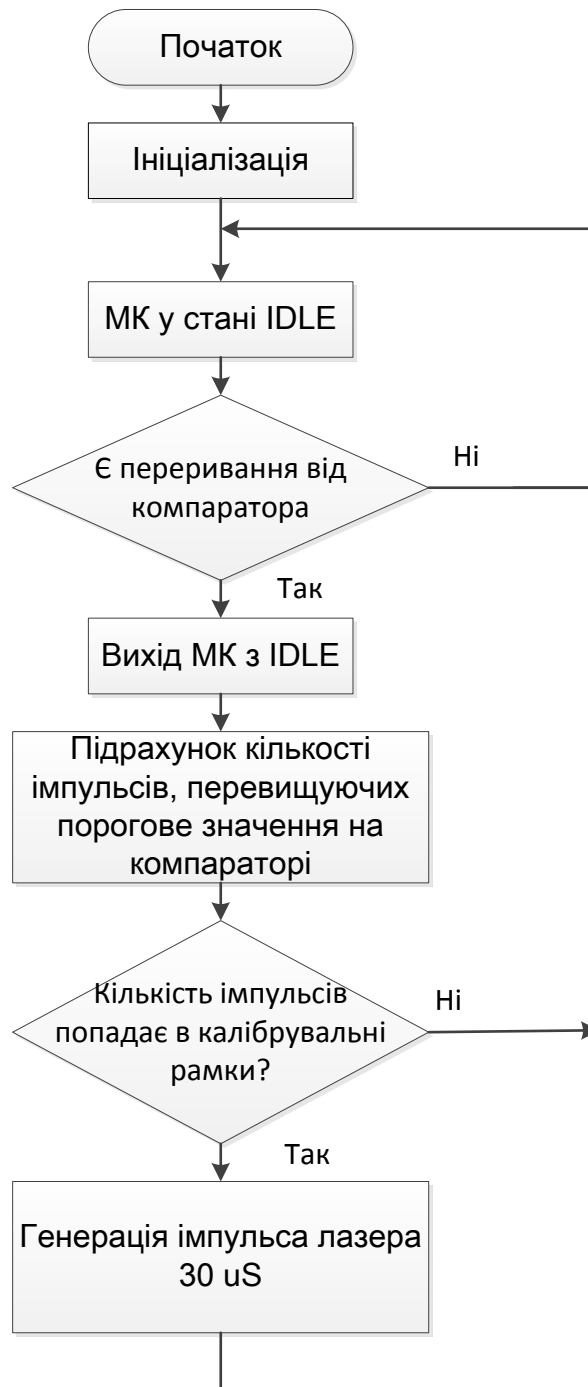 Початок
Ініціалізація
МК у стані IDLE
Є переривання від
компаратора
Ні
Так
Вихід МК з IDLE
Підрахунок кількості
імпульсів, перевищуючих
порогове значення на
компараторі
Кількість імпульсів
попадає в калібрувальні
рамки?
Ні
Так
Генерація імпульса лазера
30 uS